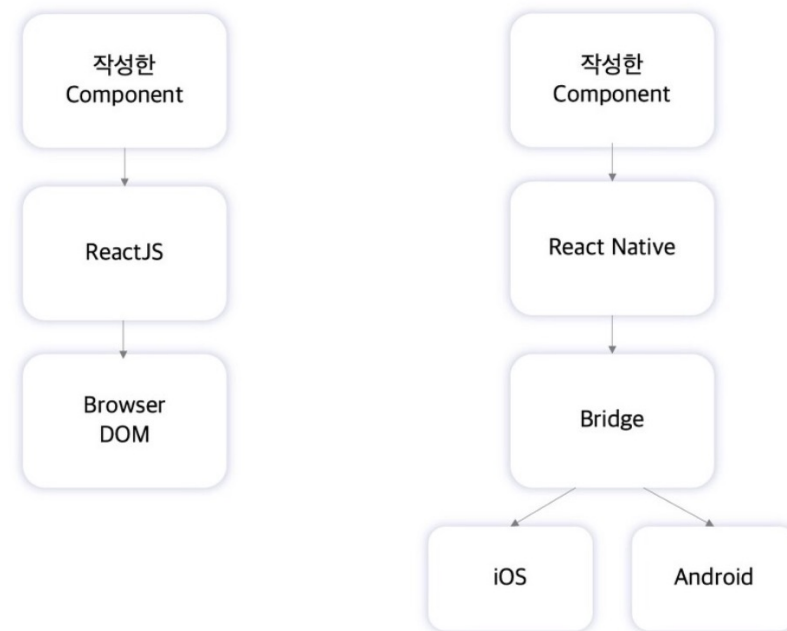 작성한
Component
ReactJS
Browser
DOM
작성한
Component
React Native
Bridge
iOS
Android